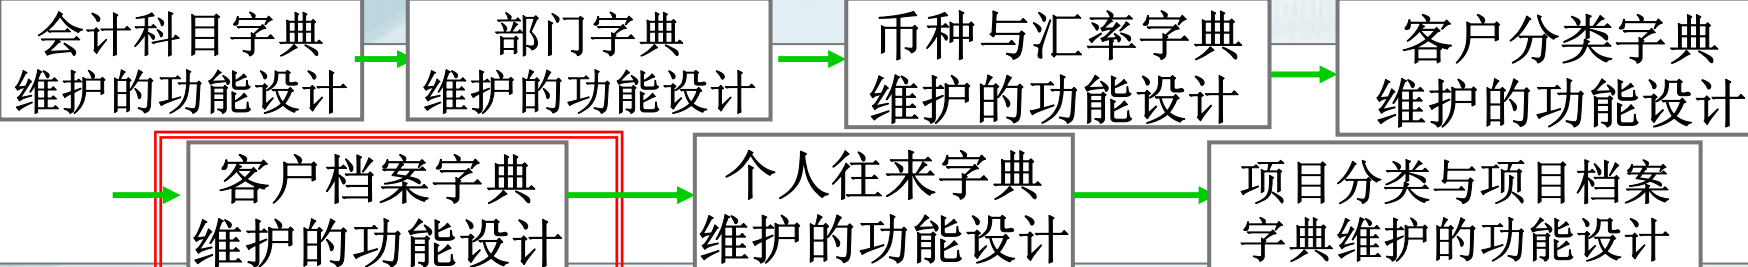 会计科目字典
维护的功能设计
部门字典
维护的功能设计
币种与汇率字典
维护的功能设计
客户分类字典
维护的功能设计
客户档案字典
维护的功能设计
个人往来字典
维护的功能设计
项目分类与项目档案
字典维护的功能设计